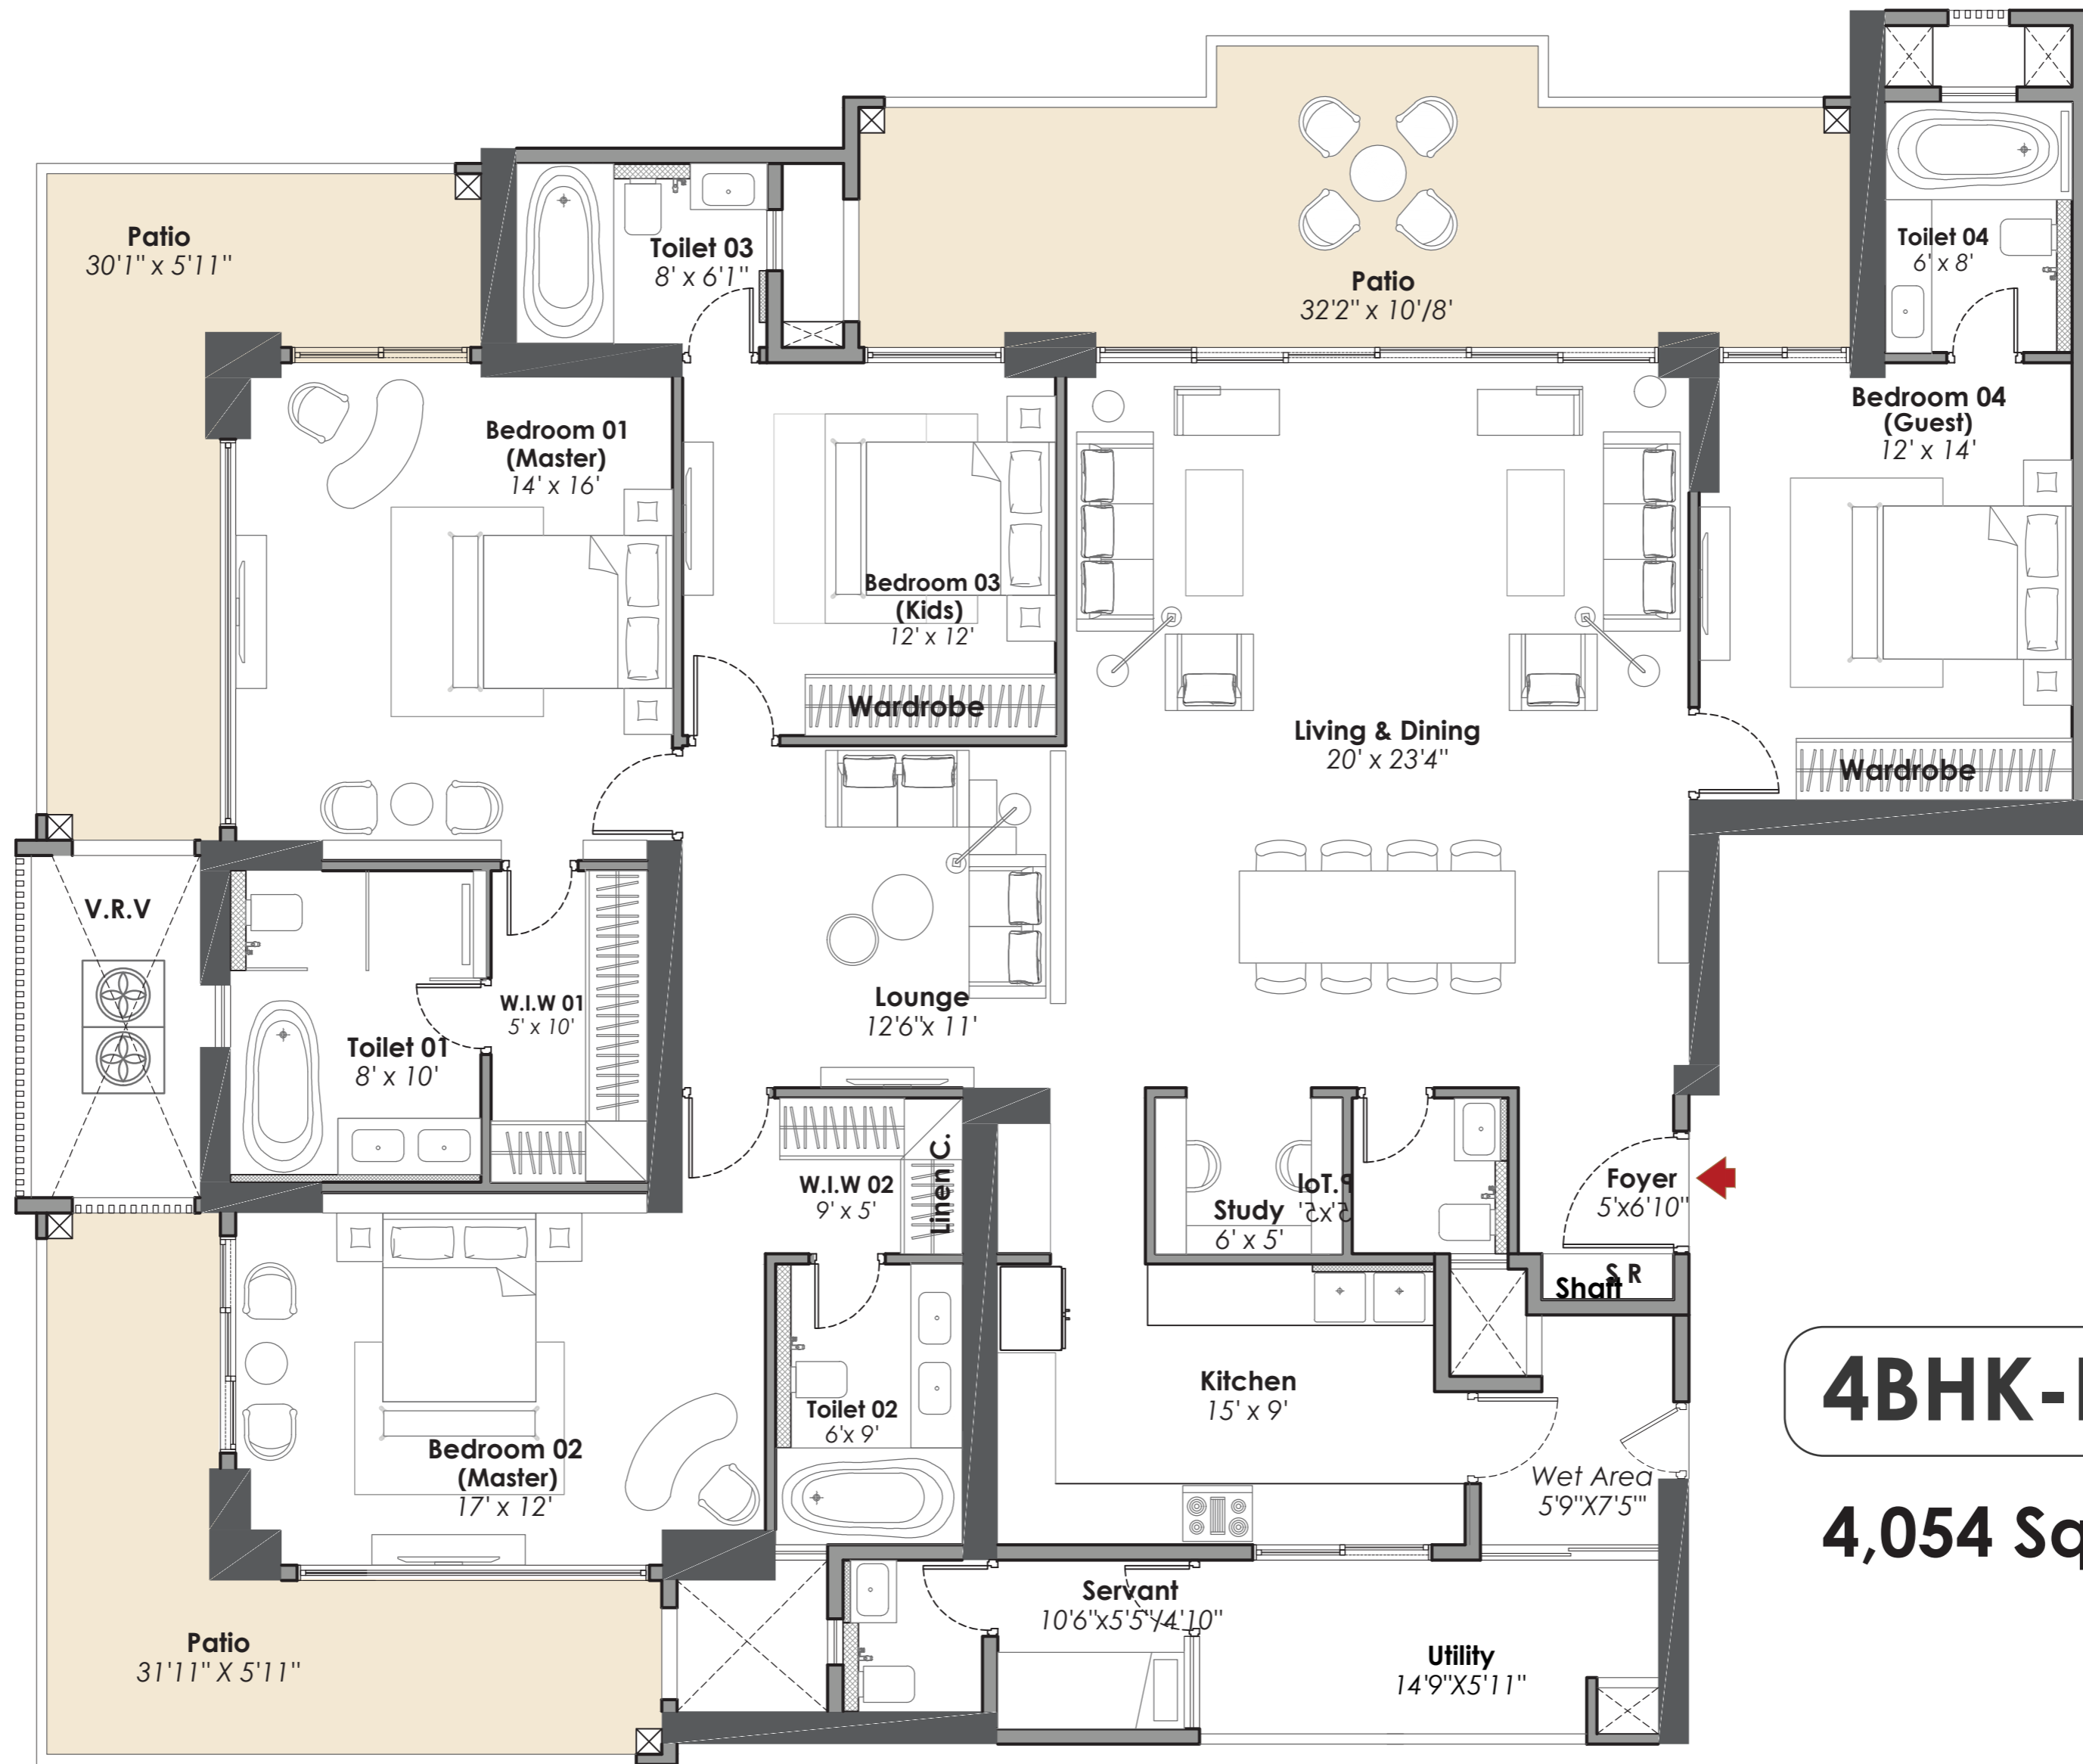 Patio
30'1" x 5'11"
Toilet 03
8' x 6'1"
Patio
32'2" x 10'/8'
Toilet 04
6' x 8'
Bedroom 01
(Master)
14' x 16'
Bedroom 03
(Kids)
12' x 12'
Wardrobe
Bedroom 04
(Guest)
12' x 14'
Wardrobe
Living & Dining
20' x 23'4"
V.R.V
Toilet 01
8' x 10'
W.I.W 01
5' x 10'
Lounge
12'6"x 11'
W.I.W 02
9' x 5'
Linen C.
Study
6' x 5'
P.ToI
5'x5'
Foyer
5'x6'10"
S R
Shaft
Kitchen
15' x 9'
Toilet 02
6'x 9'
Bedroom 02
(Master)
17' x 12'
Wet Area
5'9"X7'5'"
Servant
10'6"x5'5"/4'10"
Utility
14'9"X5'11"
Patio
31'11" X 5'11"
4BHK-
4,054 Sq